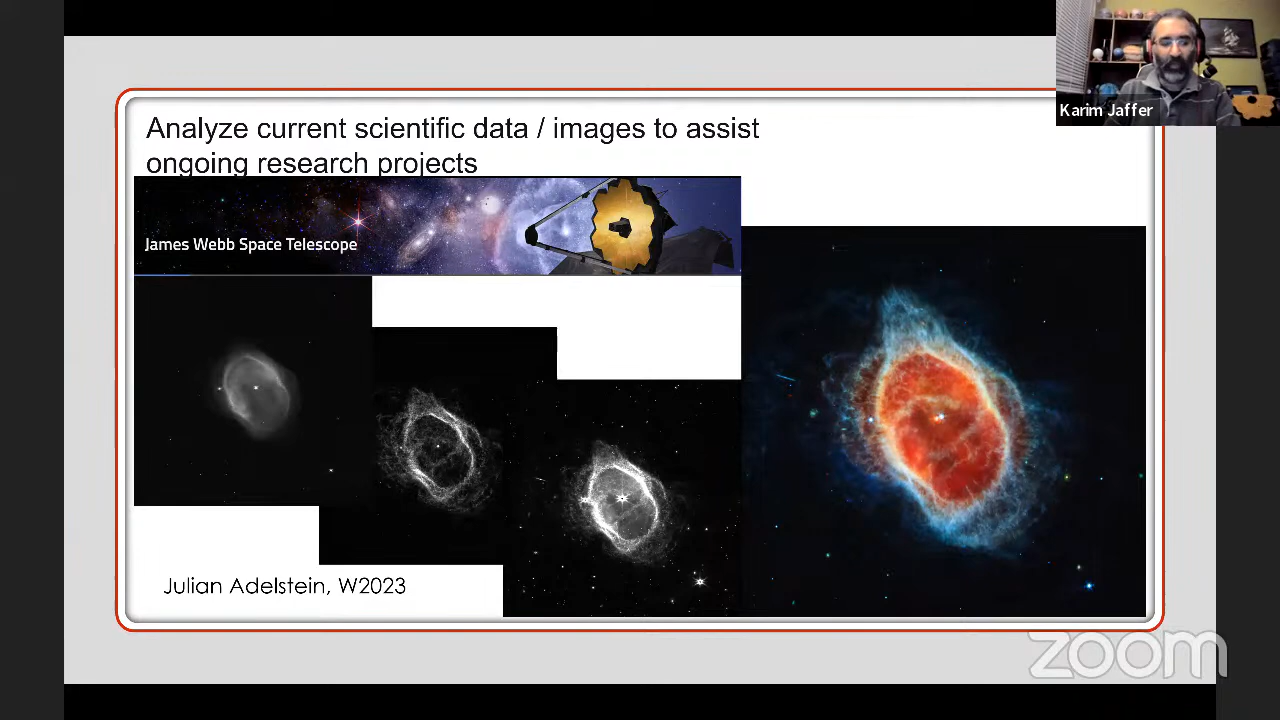 Analyze current scientific data / images to assist
ongoing research projects
James Webb Space Telescope
Julian Adelstein, W2023
Karim Jaffer
zoom